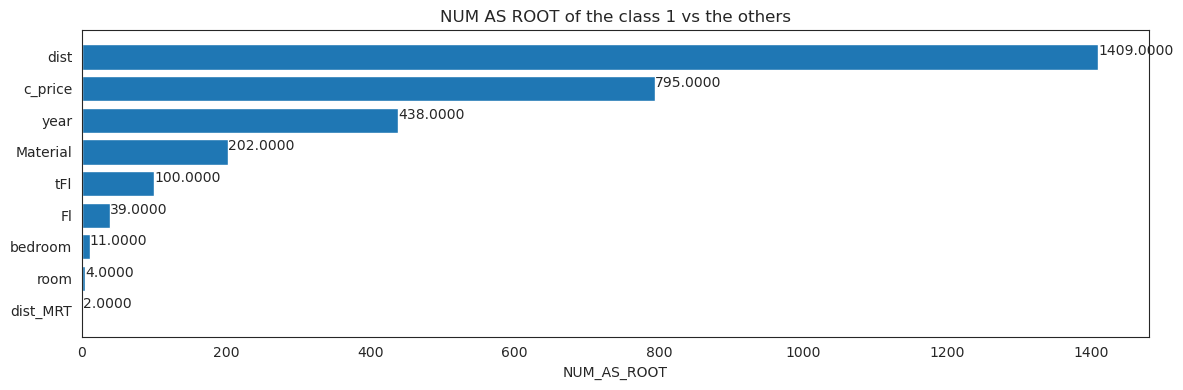 NUM AS ROOT of the class 1 vs the others
dist 1409.0000
c_price 795.0000
year 438.0000
Material 202.0000
tFl 100.0000
Fl 39.0000
bedroom 11.0000
room 4.0000
dist_MRT 2.0000
0 200 400 600 800 1000 1200 1400
NUM_AS_ROOT